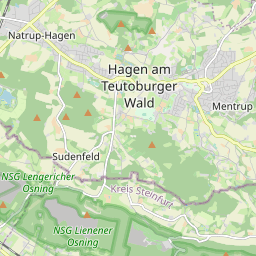 Natrup-Hagen
Hagen am
Teutoburger
Wald
Mentrup
Sudenfeld
NSG Lengericher
Osning
Kreis Steinfurt
NSG Lienener
Osning